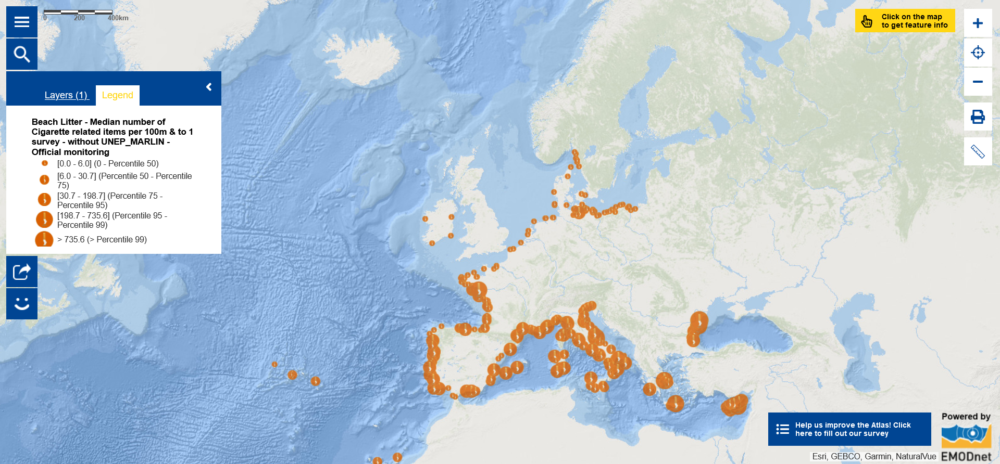 0 200 400km
Click on the map
to get feature info
Layers (1)
Legend
Beach Litter - Median number of
Cigarette related items per 100m & to 1
survey - without UNEP_MARLIN -
Official monitoring
[0.0 - 6.0] (0 - Percentile 50)
[6.0 - 30.7] (Percentile 50 - Percentile
75)
[30.7 - 198.7] (Percentile 75 -
Percentile 95)
[198.7 - 735.6] (Percentile 95 -
Percentile 99)
> 735.6 (> Percentile 99)
Help us improve the Atlas! Click
here to fill out our survey
Powered by
EMODnet
Esri, GEBCO, Garmin, NaturalVue